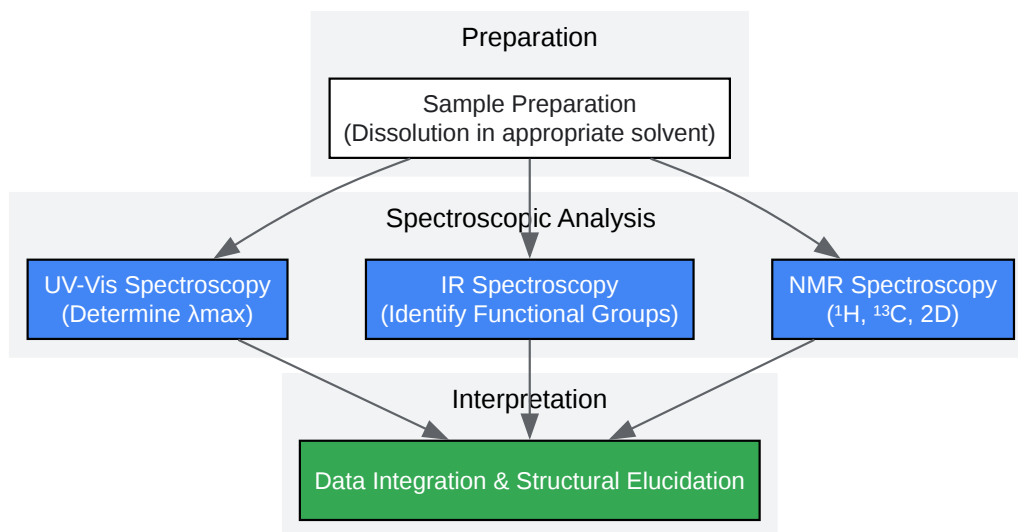 Preparation
Sample Preparation
(Dissolution in appropriate solvent)
Spectroscopic Analysis
UV-Vis Spectroscopy
(Determine λmax)
IR Spectroscopy
(Identify Functional Groups)
NMR Spectroscopy
(¹H, ¹³C, 2D)
Interpretation
Data Integration & Structural Elucidation